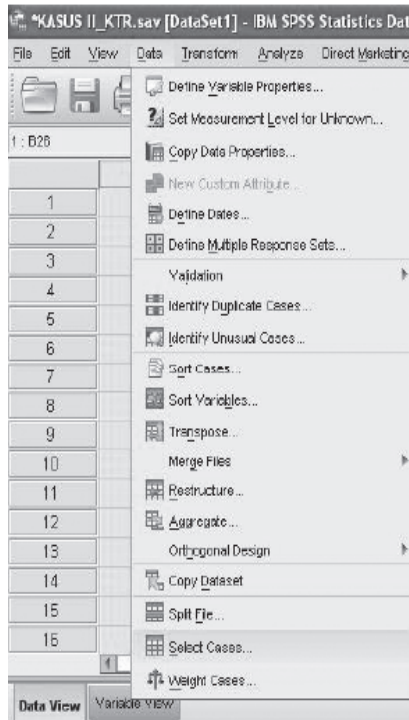 *KASUS II_KTR.sav [DataSet1] - IBM SPSS Statistics Dat
File Edit View Data Transform Analyze Direct Marketing
1 : B26
Define Variable Properties...
Set Measurement Level for Unknown...
Copy Data Properties...
New Custom Attribute...
Define Dates...
Define Multiple Response Sets...
Validation
Identify Duplicate Cases...
Identify Unusual Cases...
Sort Cases...
Sort Variables...
Transpose...
Merge Files
Restructure...
Aggregate...
Orthogonal Design
Copy Dataset
Split File...
Select Cases...
Weight Cases...
1
2
3
4
5
6
7
8
9
10
11
12
13
14
15
16
Data View Variable View